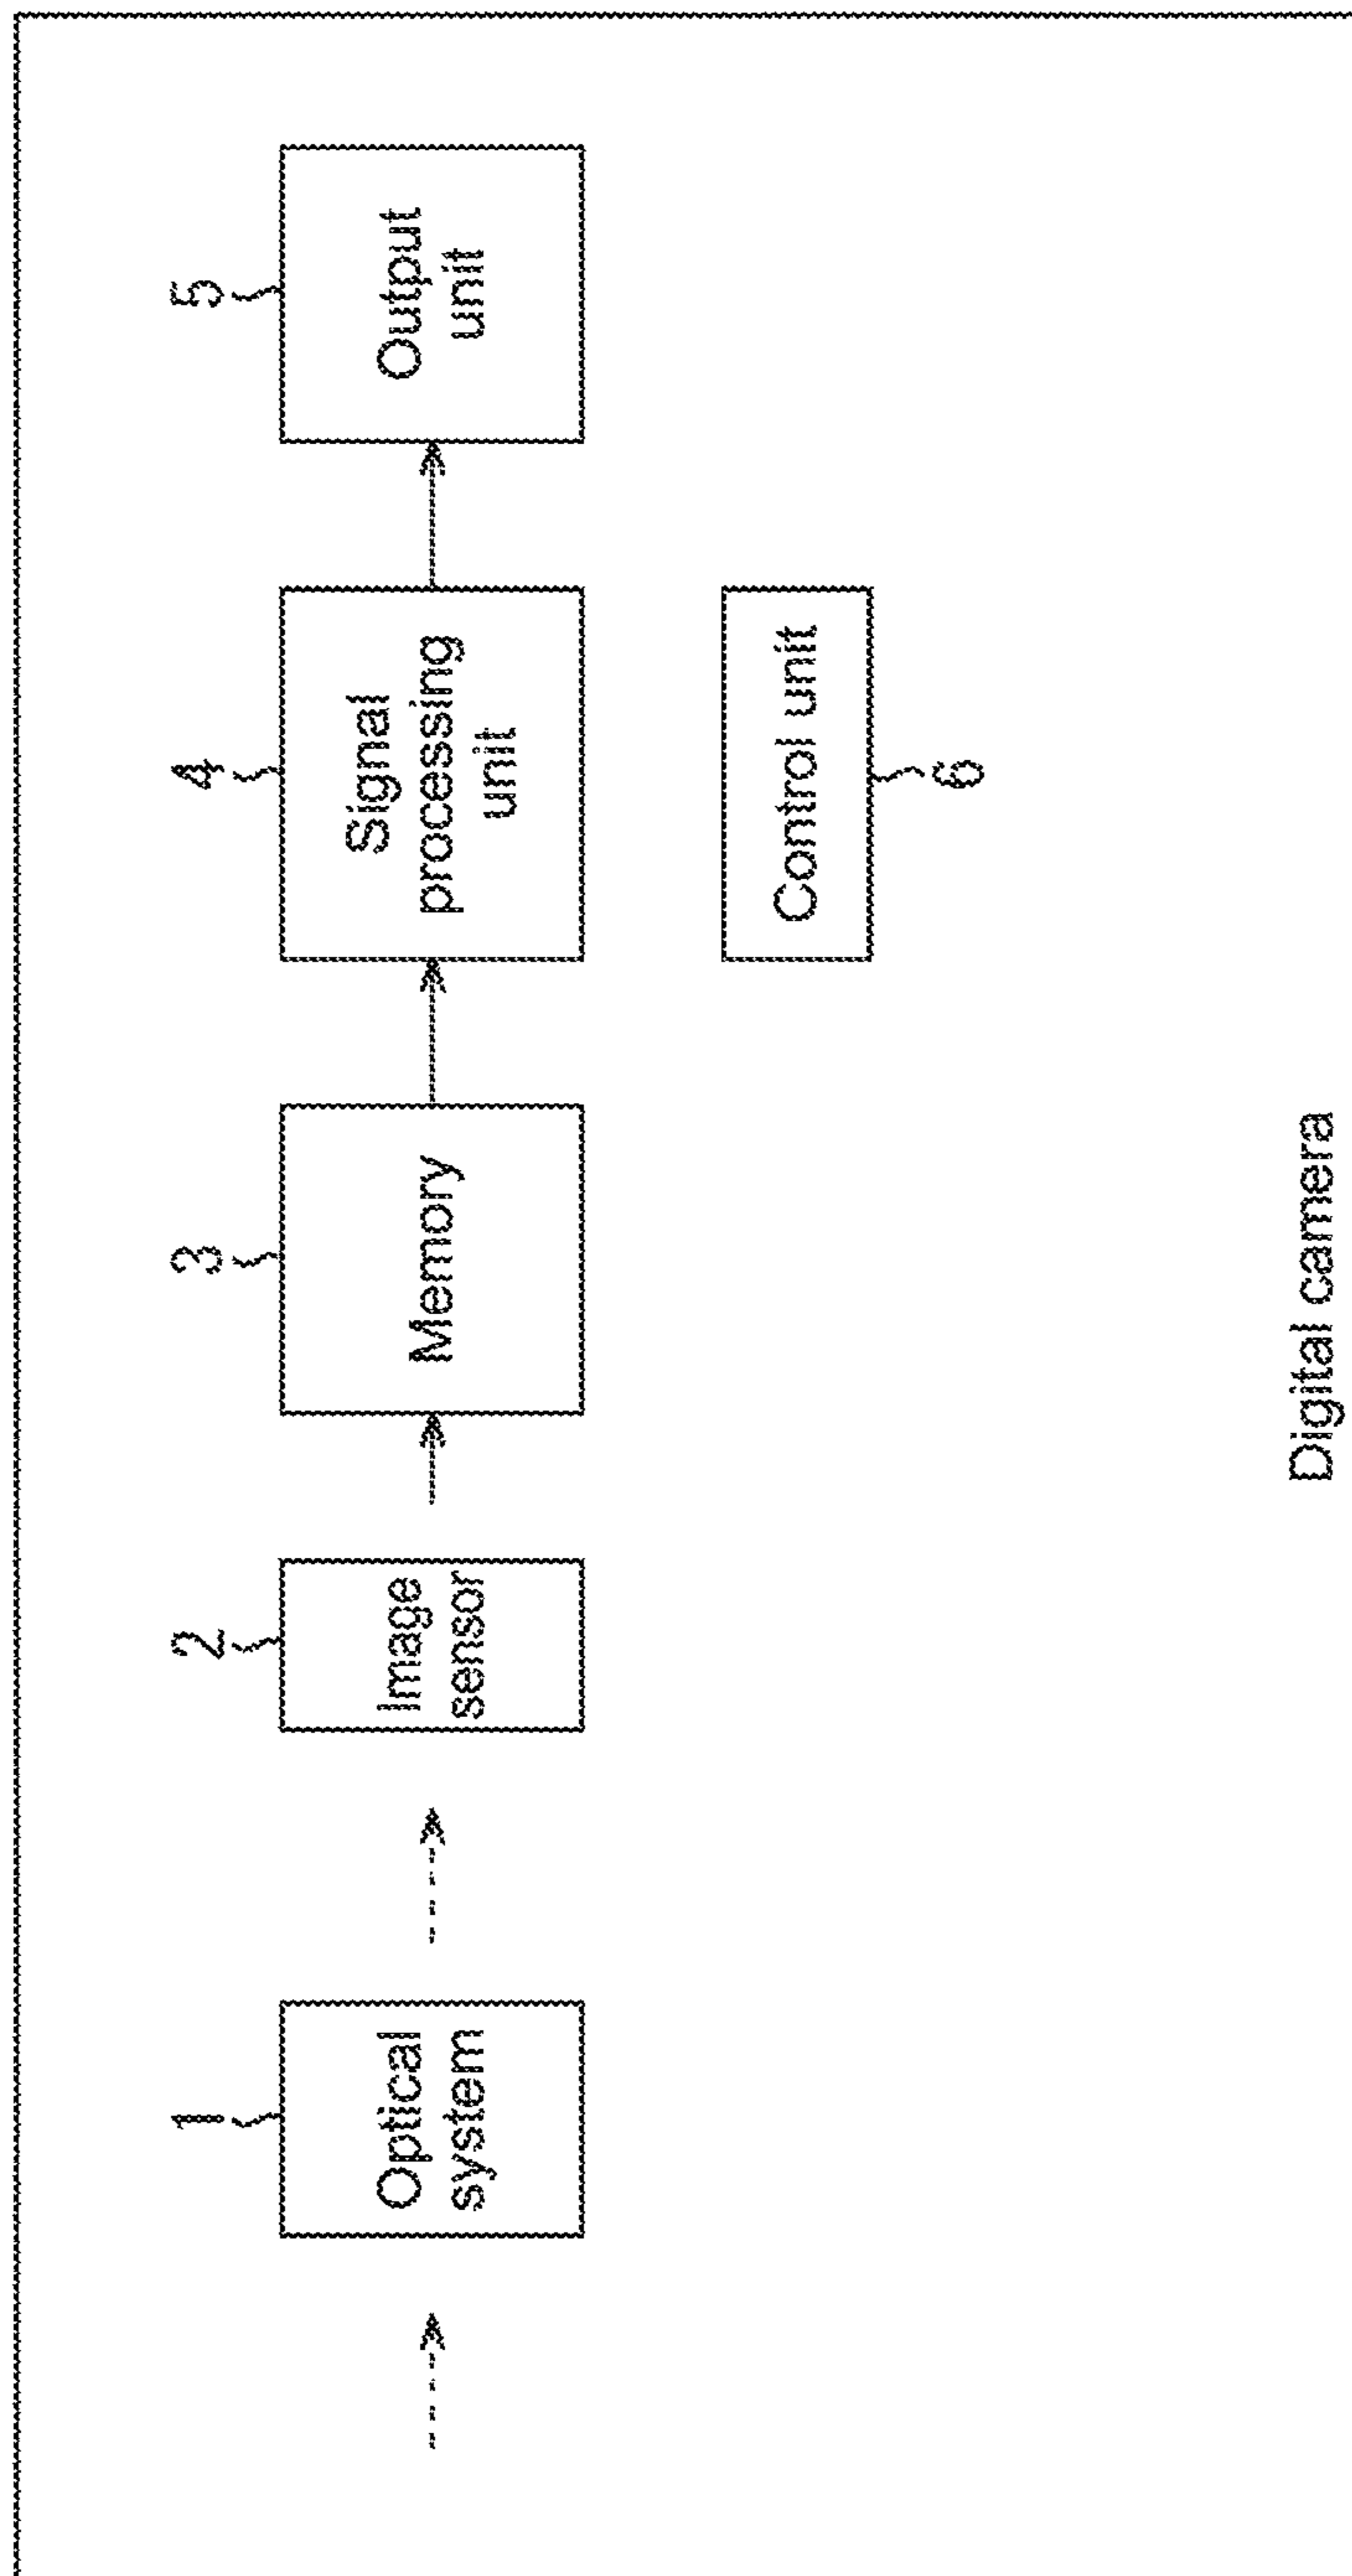 1
Optical
system
2
Image
sensor
3
Memory
4
Signal
processing
unit
5
Output
unit
Control unit
6
Digital camera